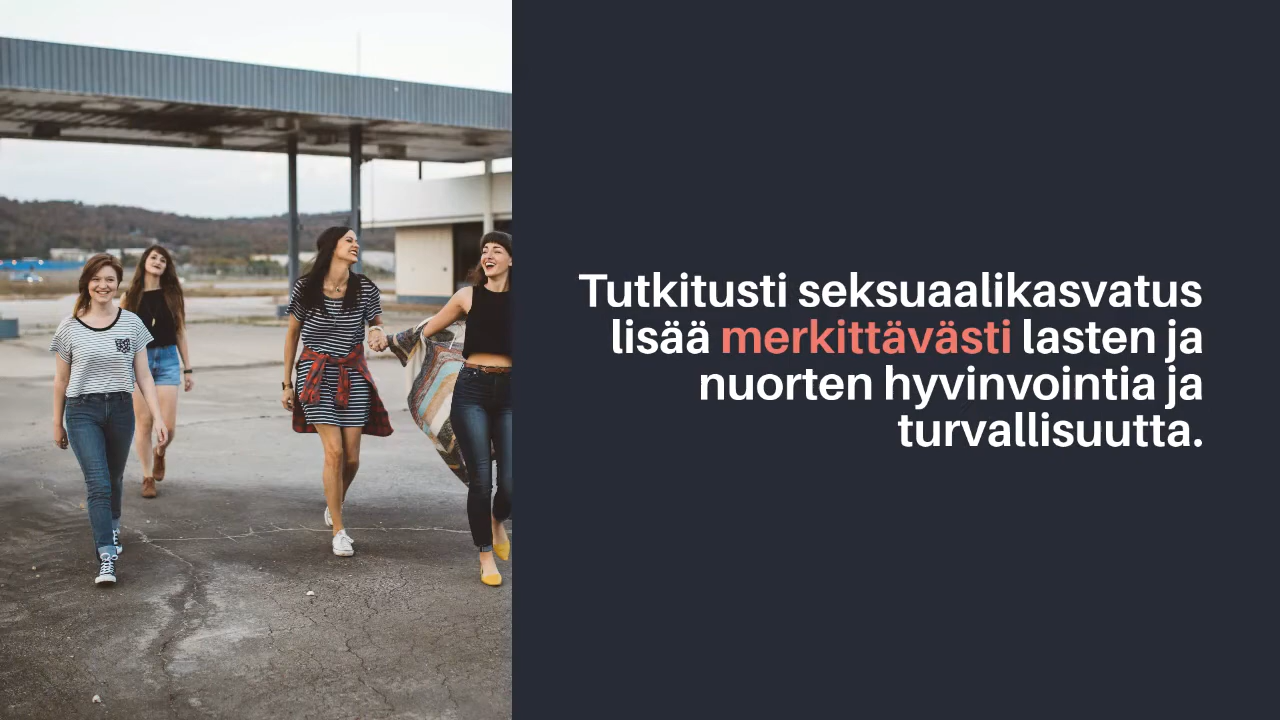 Tutkitusti seksuaalikasvatus
lisää merkittävästi lasten ja
nuorten hyvinvointia ja
turvallisuutta.